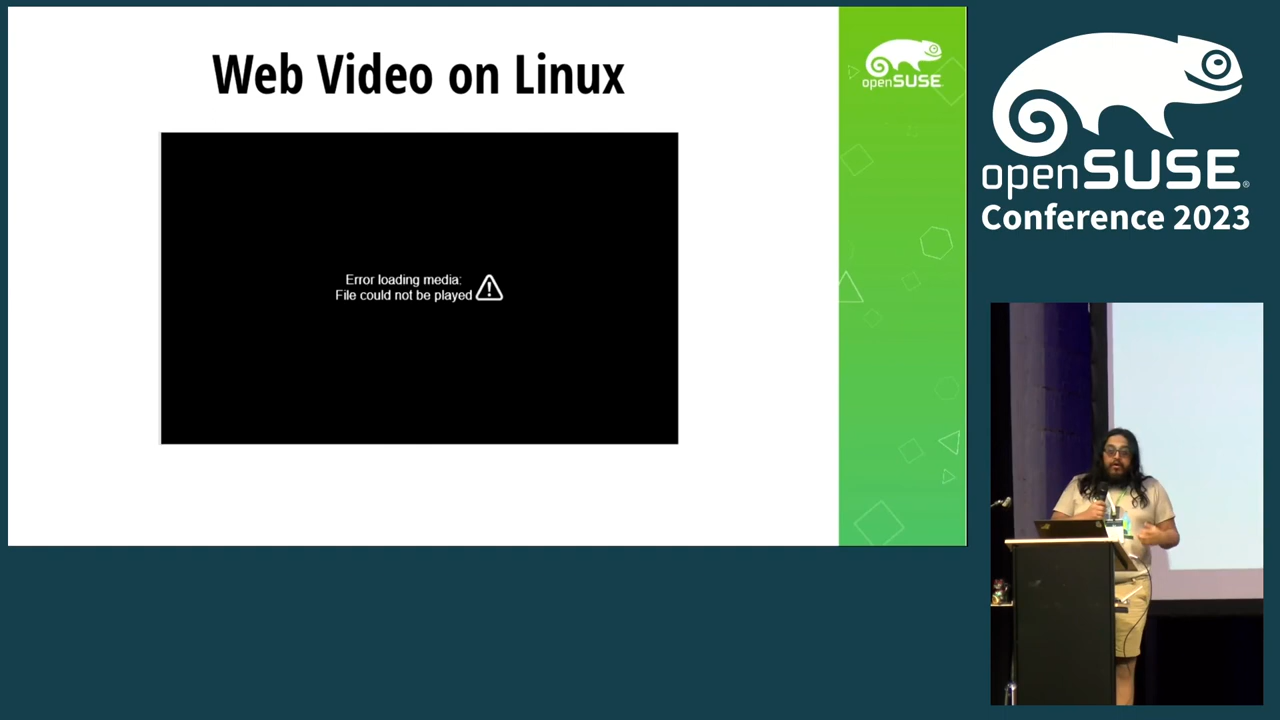 Web Video on Linux
Error loading media:
File could not be played
openSUSE
openSUSE®
Conference 2023